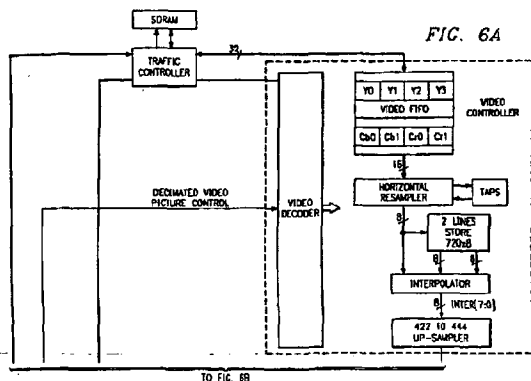 SDRAM
FIG. 6A
TRAFFIC
CONTROLLER
32
Y0 Y1 Y2 Y3
VIDEO FIFO
Cb0 Cb1 Cr0 Cr1
VIDEO
CONTROLLER
16
HORIZONTAL
RESAMPLER
TAPS
DECIMATED VIDEO
PICTURE CONTROL
VIDEO
DECODER
8
2 LINES
STORE
720x8
8 8
INTERPOLATOR
8 INTER(7:0)
422 TO 444
UP-SAMPLER
TO FIG. 6B